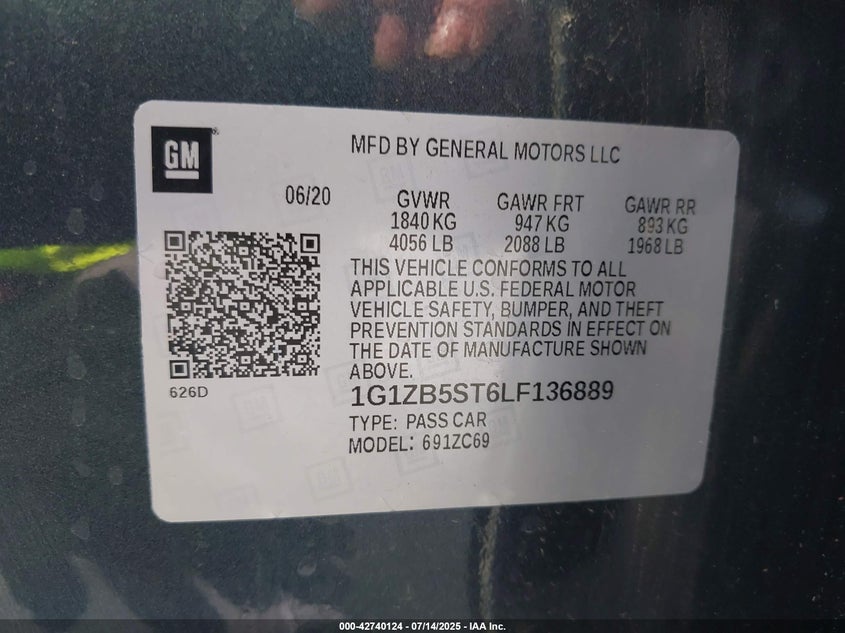 GM
MFD BY GENERAL MOTORS LLC
06/20
GVWR GAWR FRT GAWR RR
1840 KG 947 KG 893 KG
4056 LB 2088 LB 1968 LB
THIS VEHICLE CONFORMS TO ALL
APPLICABLE U.S. FEDERAL MOTOR
VEHICLE SAFETY, BUMPER, AND THEFT
PREVENTION STANDARDS IN EFFECT ON
THE DATE OF MANUFACTURE SHOWN
ABOVE.
626D
1G1ZB5ST6LF136889
TYPE: PASS CAR
MODEL: 691ZC69
000-42740124 - 07/14/2025 - IAA Inc.